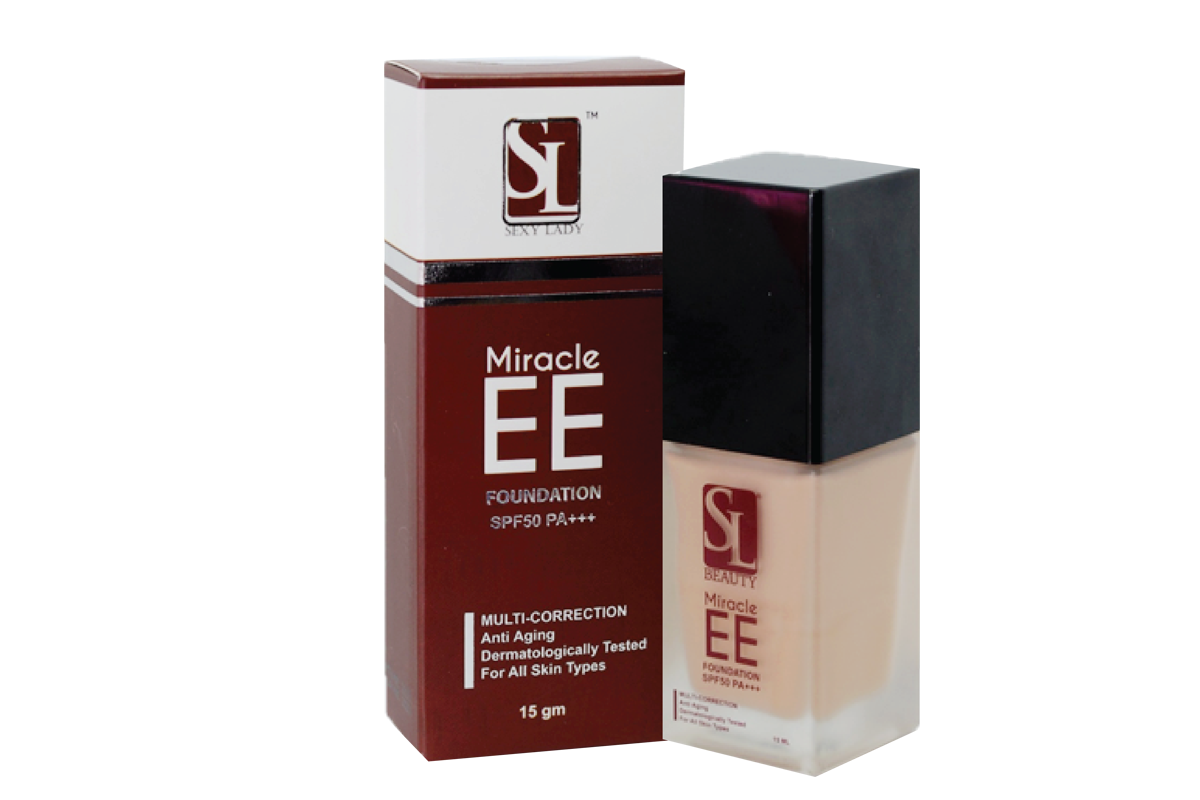 SL
TM
SEXY LADY
Miracle
EE
FOUNDATION
SPF50 PA+++
MULTI-CORRECTION
Anti Aging
Dermatologically Tested
For All Skin Types
15 gm
SL
BEAUTY
Miracle
EE
FOUNDATION
SPF50 PA+++
MULTI-CORRECTION
Anti Aging
Dermatologically Tested
For All Skin Types
15 ML